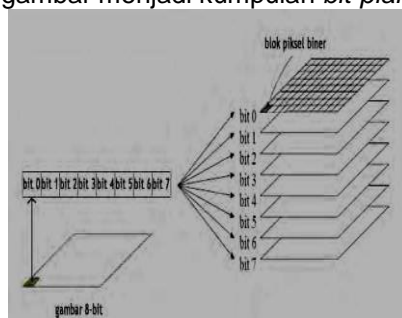 gambar menjadi kumpulan bit plan
blok piksel biner
bit 0
bit 1
bit 2
bit 3
bit 4
bit 5
bit 6
bit 7
bit 0 bit 1 bit 2 bit 3 bit 4 bit 5 bit 6 bit 7
gambar 8-bit